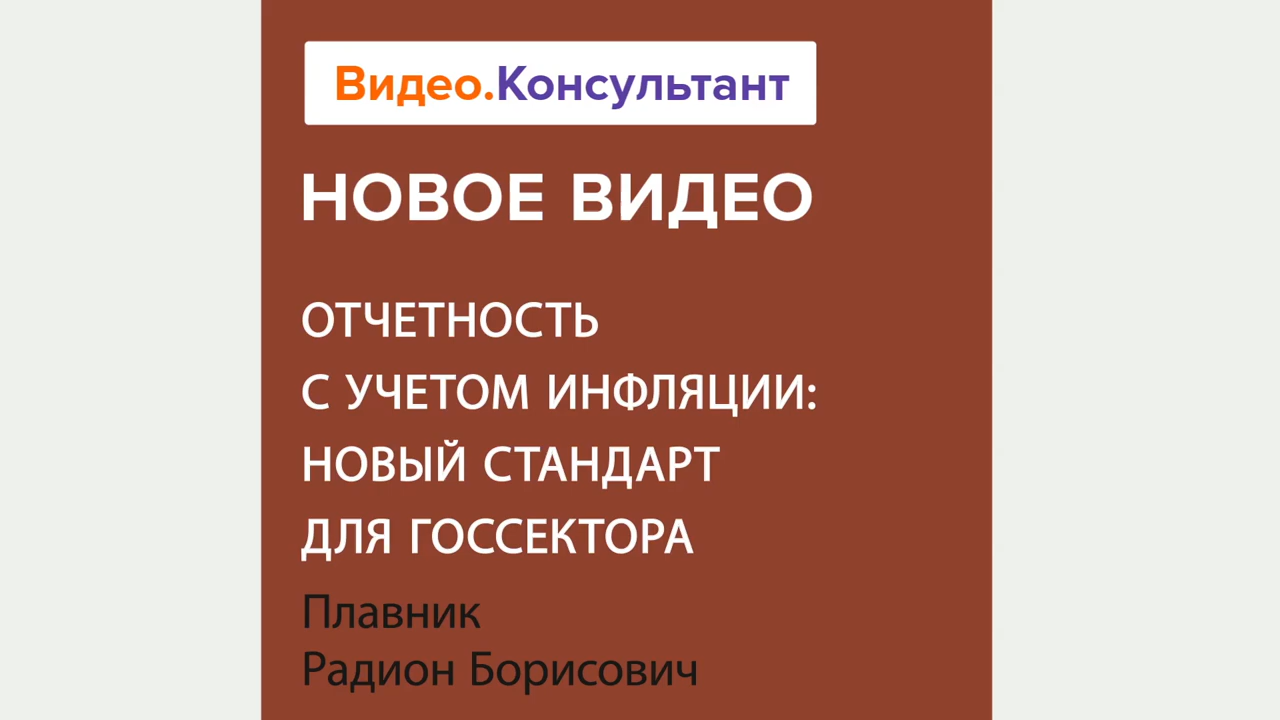 Видео.Консультант
НОВОЕ ВИДЕО
ОТЧЕТНОСТЬ
С УЧЕТОМ ИНФЛЯЦИИ:
НОВЫЙ СТАНДАРТ
ДЛЯ ГОССЕКТОРА
Плавник
Радион Борисович